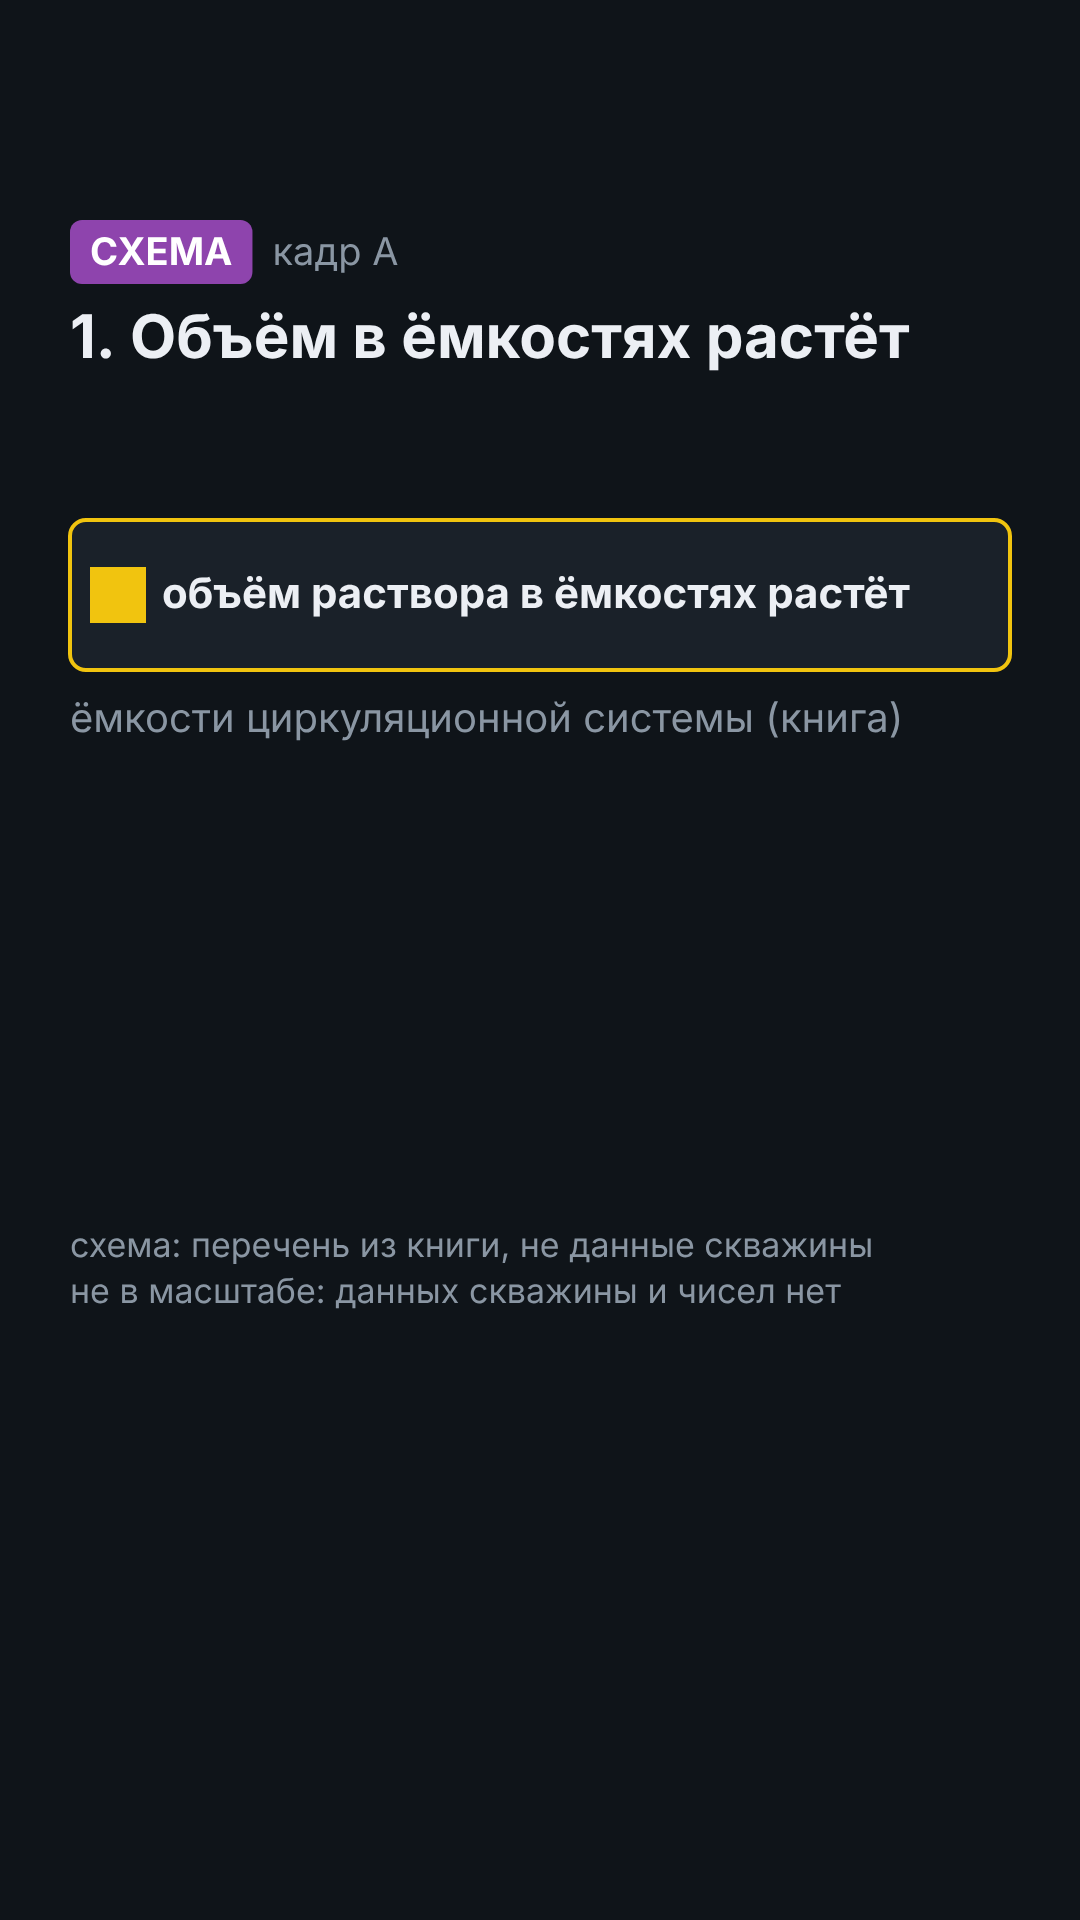 СХЕМА кадр А
1. Объём в ёмкостях растёт
объём раствора в ёмкостях растёт
ёмкости циркуляционной системы (книга)
схема: перечень из книги, не данные скважины
не в масштабе: данных скважины и чисел нет